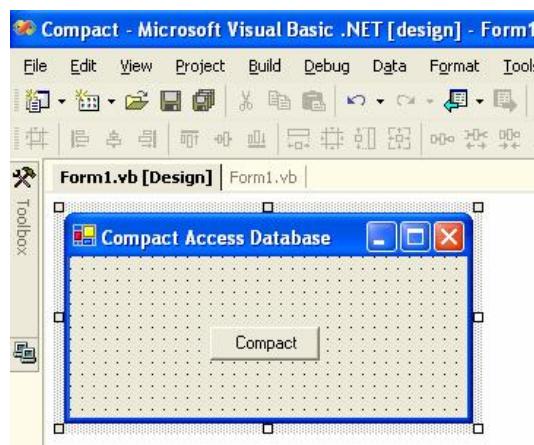 Compact - Microsoft Visual Basic .NET [design] - Form1
File Edit View Project Build Debug Data Format Tools
Form1.vb [Design] Form1.vb
Toolbox
Compact Access Database
Compact